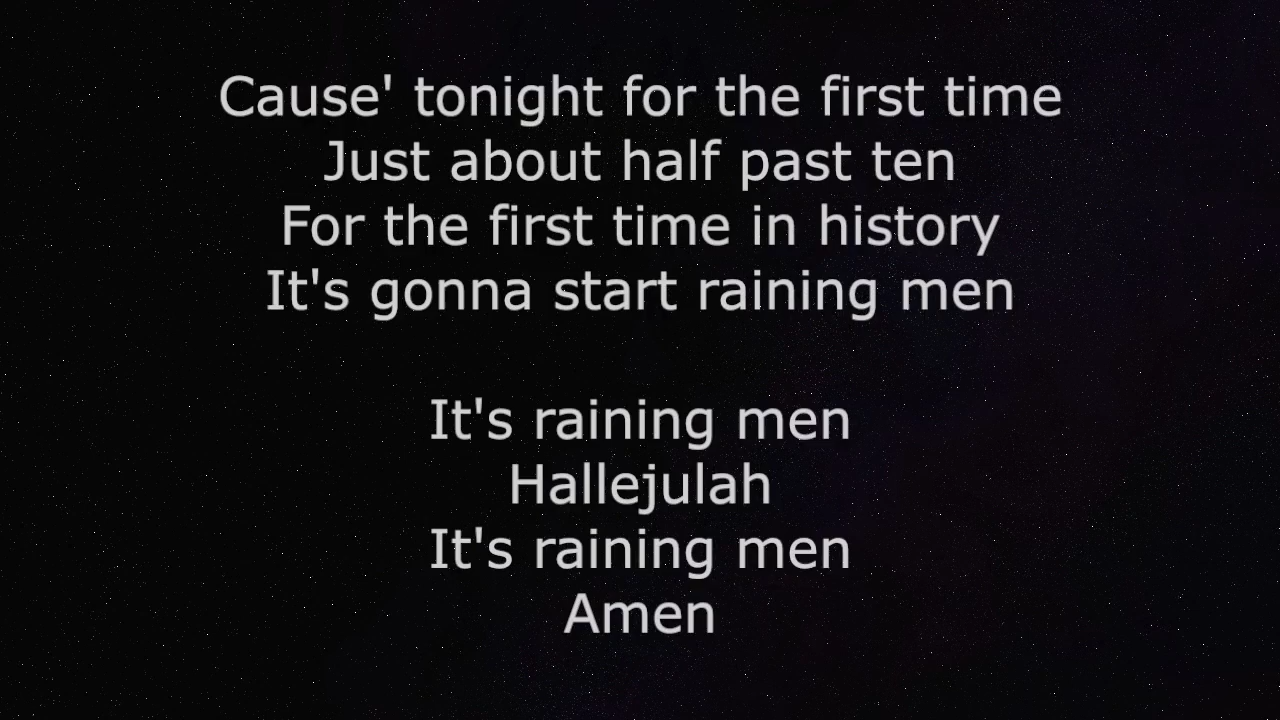 Cause' tonight for the first time
Just about half past ten
For the first time in history
It's gonna start raining men
It's raining men
Hallejulah
It's raining men
Amen